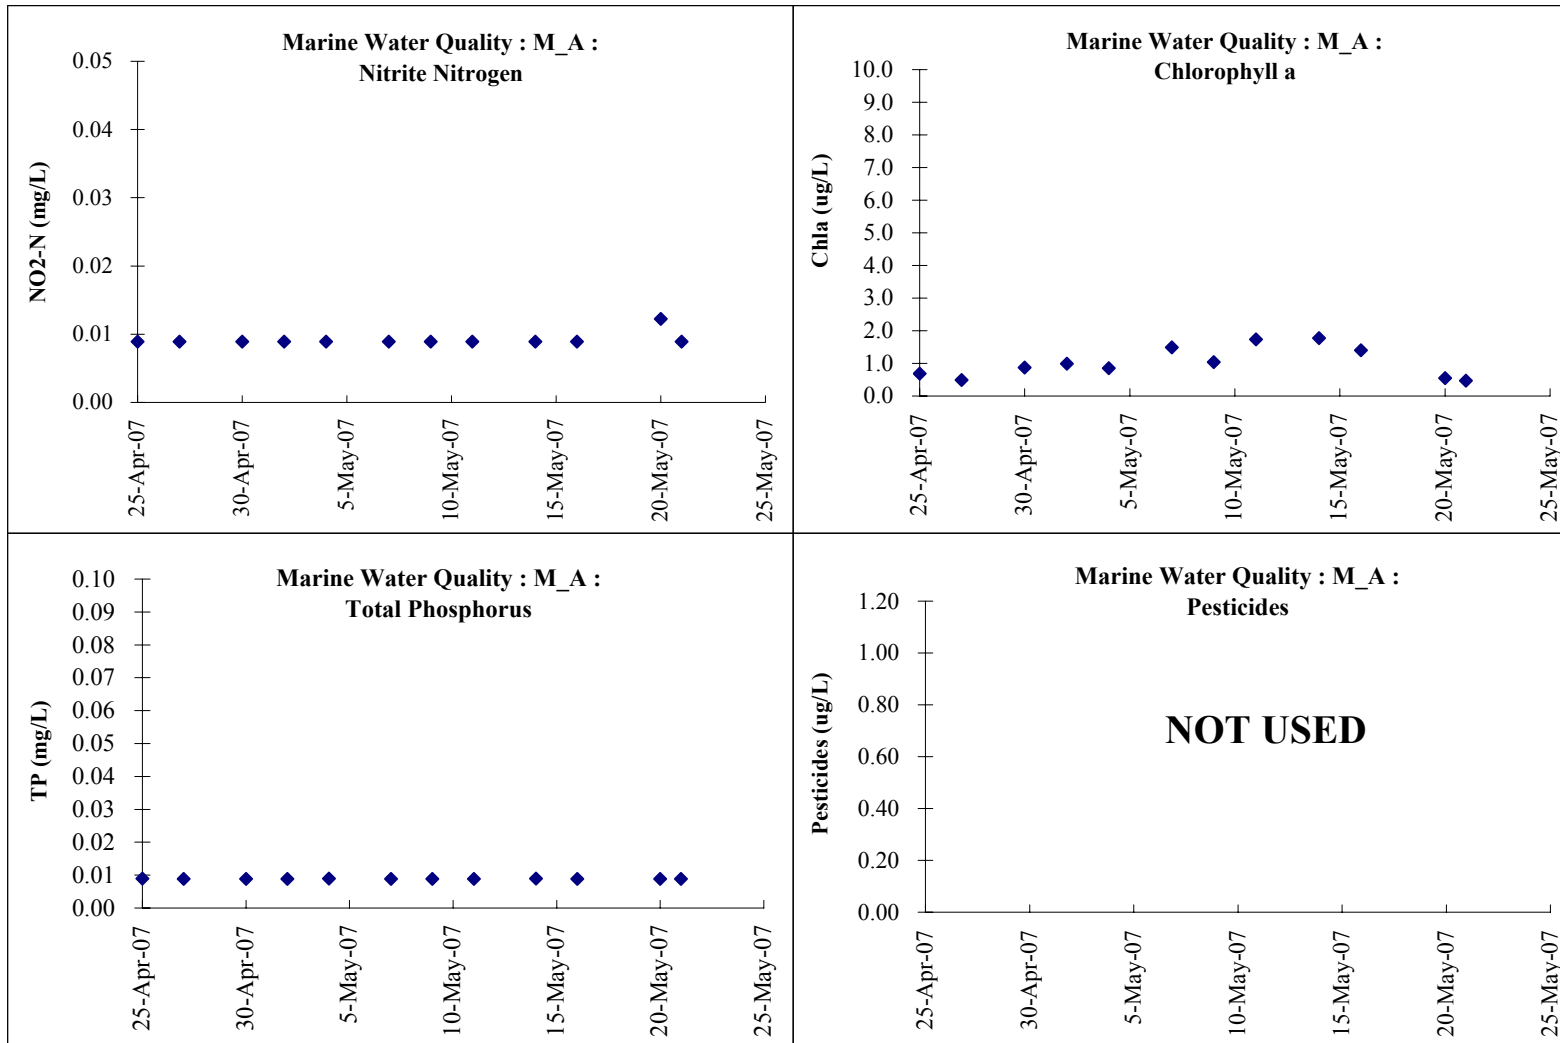 Marine Water Quality : M_A :
Nitrite Nitrogen
NO2-N (mg/L)
0.05
0.04
0.03
0.02
0.01
0.00
25-Apr-07
30-Apr-07
5-May-07
10-May-07
15-May-07
20-May-07
25-May-07
Marine Water Quality : M_A :
Chlorophyll a
Chla (ug/L)
10.0
9.0
8.0
7.0
6.0
5.0
4.0
3.0
2.0
1.0
0.0
25-Apr-07
30-Apr-07
5-May-07
10-May-07
15-May-07
20-May-07
25-May-07
Marine Water Quality : M_A :
Total Phosphorus
TP (mg/L)
0.10
0.09
0.08
0.07
0.06
0.05
0.04
0.03
0.02
0.01
0.00
25-Apr-07
30-Apr-07
5-May-07
10-May-07
15-May-07
20-May-07
25-May-07
Marine Water Quality : M_A :
Pesticides
Pesticides (ug/L)
1.20
1.00
0.80
0.60
0.40
0.20
0.00
NOT USED
25-Apr-07
30-Apr-07
5-May-07
10-May-07
15-May-07
20-May-07
25-May-07